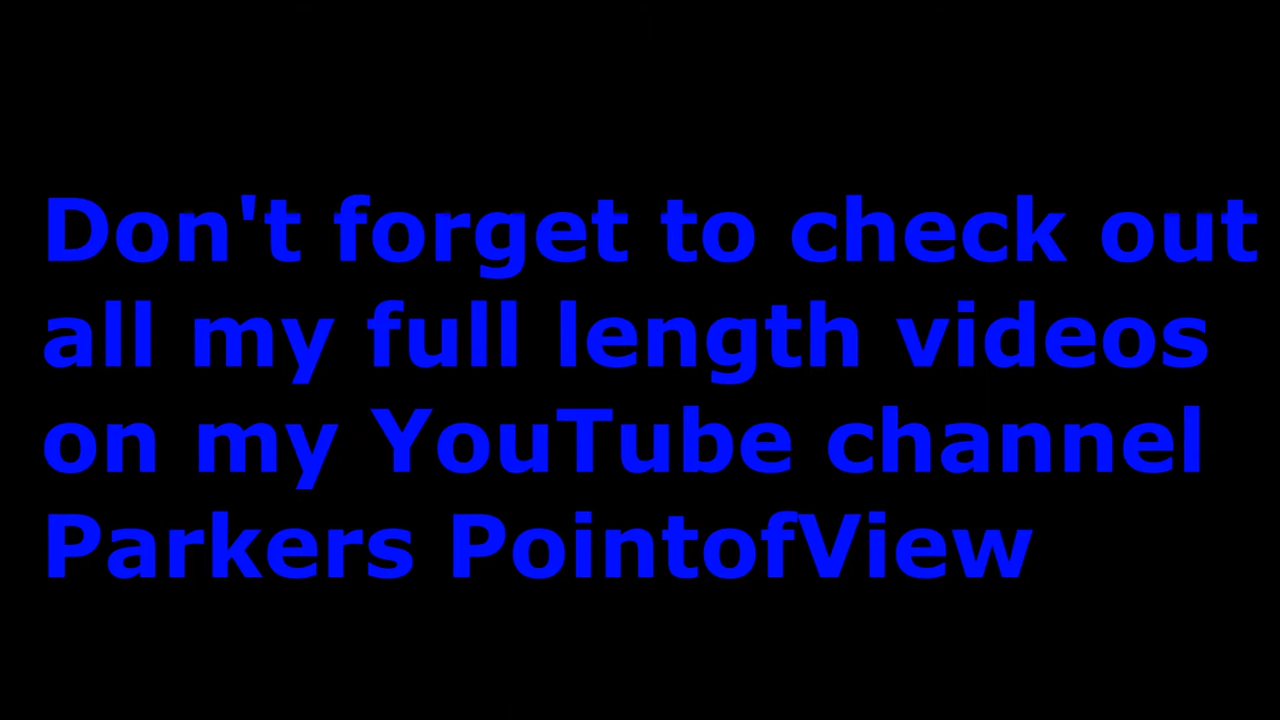 Don't forget to check out
all my full length videos
on my YouTube channel
Parkers PointofView